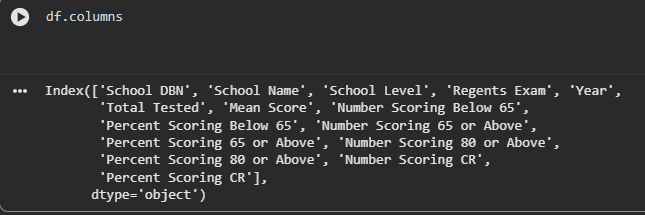 df.columns
Index(['School DBN', 'School Name', 'School Level', 'Regents Exam', 'Year',
'Total Tested', 'Mean Score', 'Number Scoring Below 65',
'Percent Scoring Below 65', 'Number Scoring 65 or Above',
'Percent Scoring 65 or Above', 'Number Scoring 80 or Above',
'Percent Scoring 80 or Above', 'Number Scoring CR',
'Percent Scoring CR'],
dtype='object')